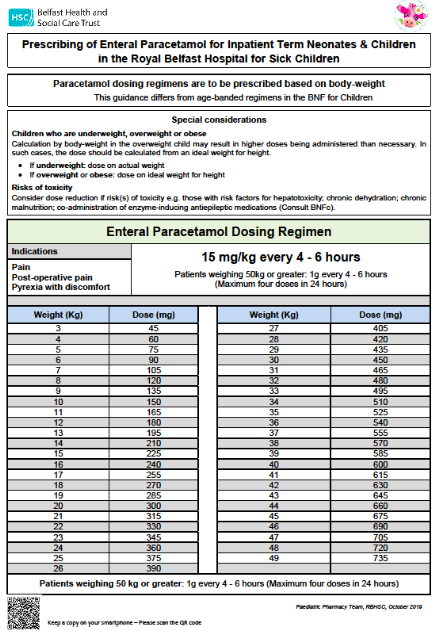 HSC Belfast Health and
Social Care Trust
Prescribing of Enteral Paracetamol for Inpatient Term Neonates & Children
in the Royal Belfast Hospital for Sick Children
Paracetamol dosing regimens are to be prescribed based on body-weight
This guidance differs from age-banded regimens in the BNF for Children
Special considerations
Children who are underweight, overweight or obese
Calculation by body-weight in the overweight child may result in higher doses being administered than necessary. In
such cases, the dose should be calculated from an ideal weight for height.
• If underweight: dose on actual weight
• If overweight or obese: dose on ideal weight for height
Risks of toxicity
Consider dose reduction if risk(s) of toxicity e.g. those with risk factors for hepatotoxicity; chronic dehydration; chronic
malnutrition; co-administration of enzyme-inducing antiepileptic medications (Consult BNFc).
Enteral Paracetamol Dosing Regimen
Indications
Pain
Post-operative pain
Pyrexia with discomfort
15 mg/kg every 4 - 6 hours
Patients weighing 50kg or greater: 1g every 4 - 6 hours
(Maximum four doses in 24 hours)
Weight (Kg) Dose (mg) Weight (Kg) Dose (mg)
3 45 27 405
4 60 28 420
5 75 29 435
6 90 30 450
7 105 31 465
8 120 32 480
9 135 33 495
10 150 34 510
11 165 35 525
12 180 36 540
13 195 37 555
14 210 38 570
15 225 39 585
16 240 40 600
17 255 41 615
18 270 42 630
19 285 43 645
20 300 44 660
21 315 45 675
22 330 46 690
23 345 47 705
24 360 48 720
25 375 49 735
26 390
Patients weighing 50 kg or greater: 1g every 4 - 6 hours (Maximum four doses in 24 hours)
Paediatric Pharmacy Team, RBHSC, October 2019
Keep a copy on your smartphone – Please scan the QR code